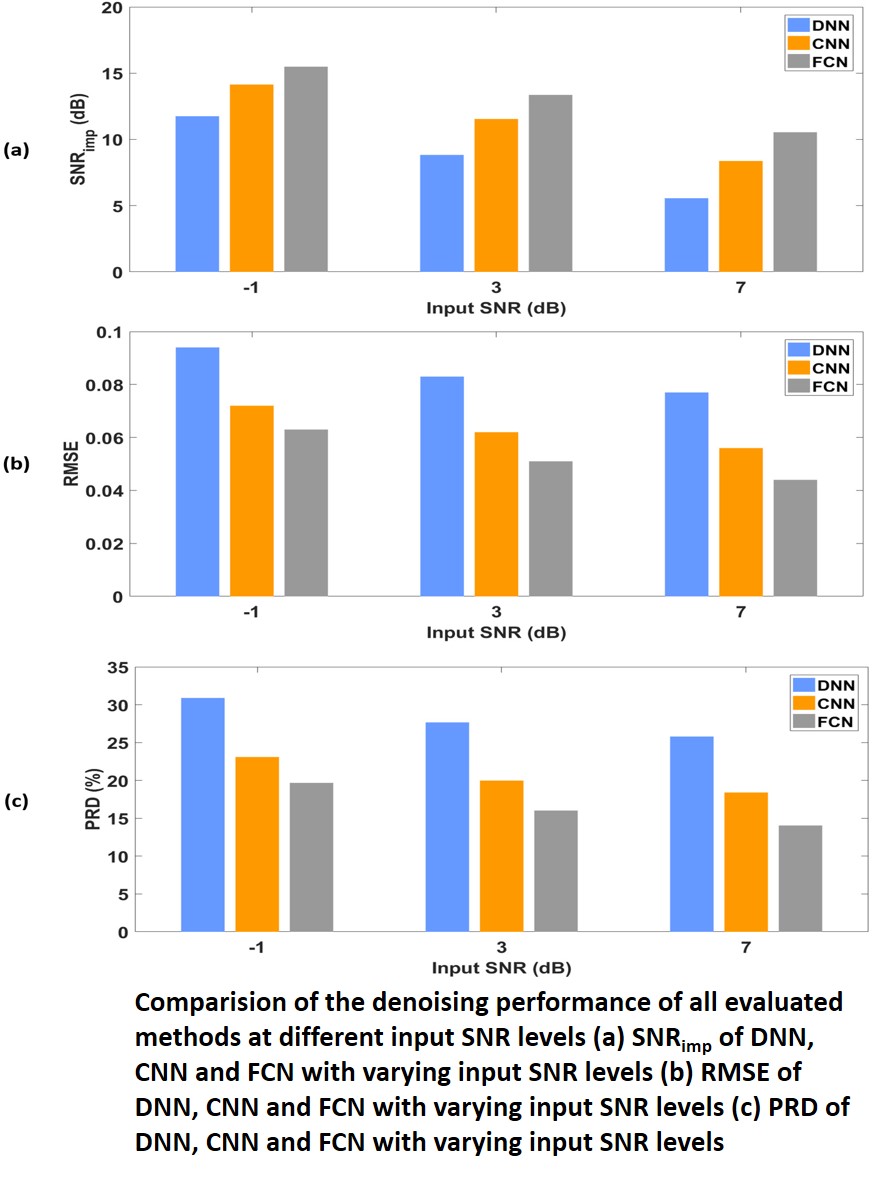 20
15
10
5
0
SNRimp (dB)
(a)
DNN
CNN
FCN
-1 3 7
Input SNR (dB)
0.1
0.08
0.06
0.04
0.02
0
RMSE
(b)
DNN
CNN
FCN
-1 3 7
Input SNR (dB)
35
30
25
20
15
10
5
0
PRD (%)
(c)
DNN
CNN
FCN
-1 3 7
Input SNR (dB)
Comparision of the denoising performance of all evaluated
methods at different input SNR levels (a) SNRimp of DNN,
CNN and FCN with varying input SNR levels (b) RMSE of
DNN, CNN and FCN with varying input SNR levels (c) PRD of
DNN, CNN and FCN with varying input SNR levels